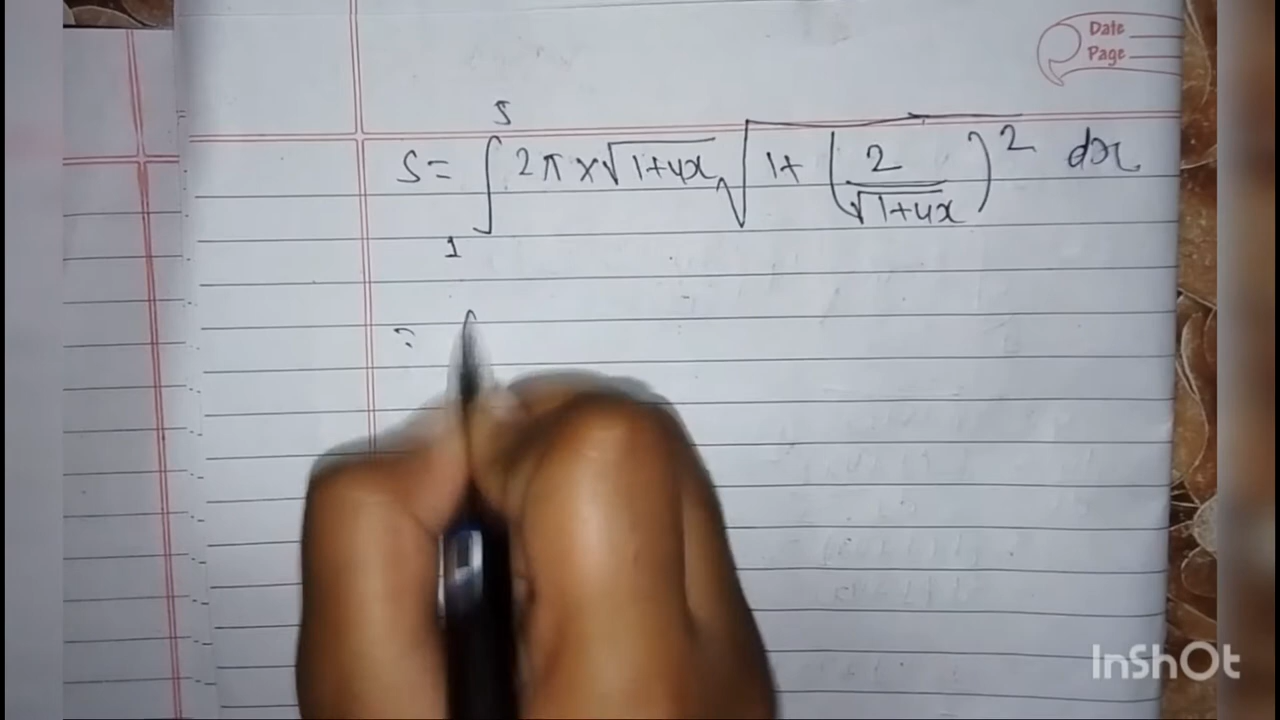 Date
Page
S = ∫₁⁵ 2π × √(1+4x) √(1 + (2/√(1+4x))²) dx
=
InShOt